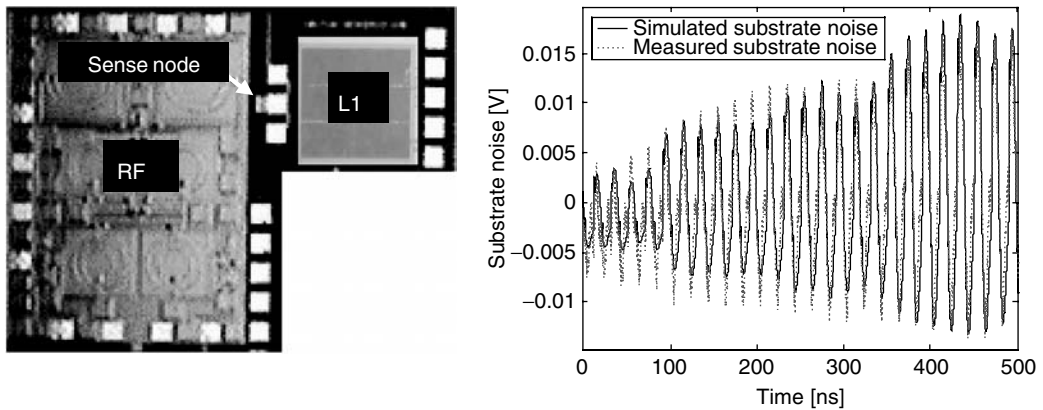 Sense node
L1
RF
Simulated substrate noise
Measured substrate noise
Substrate noise [V]
0.015
0.01
0.005
0
−0.005
−0.01
0 100 200 300 400 500
Time [ns]